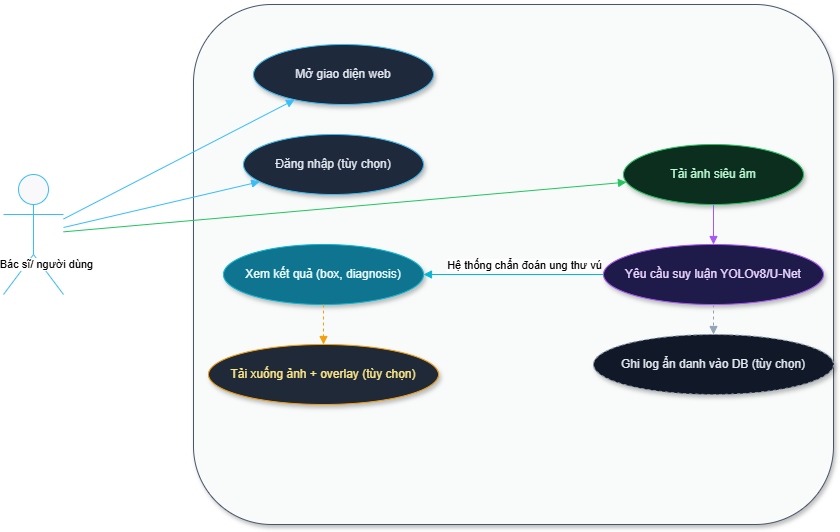 Mở giao diện web
Đăng nhập (tùy chọn)
Tải ảnh siêu âm
Bác sĩ/ người dùng
Xem kết quả (box, diagnosis)
Hệ thống chẩn đoán ung thư vú
Yêu cầu suy luận YOLOv8/U-Net
Tải xuống ảnh + overlay (tùy chọn)
Ghi log ẩn danh vào DB (tùy chọn)